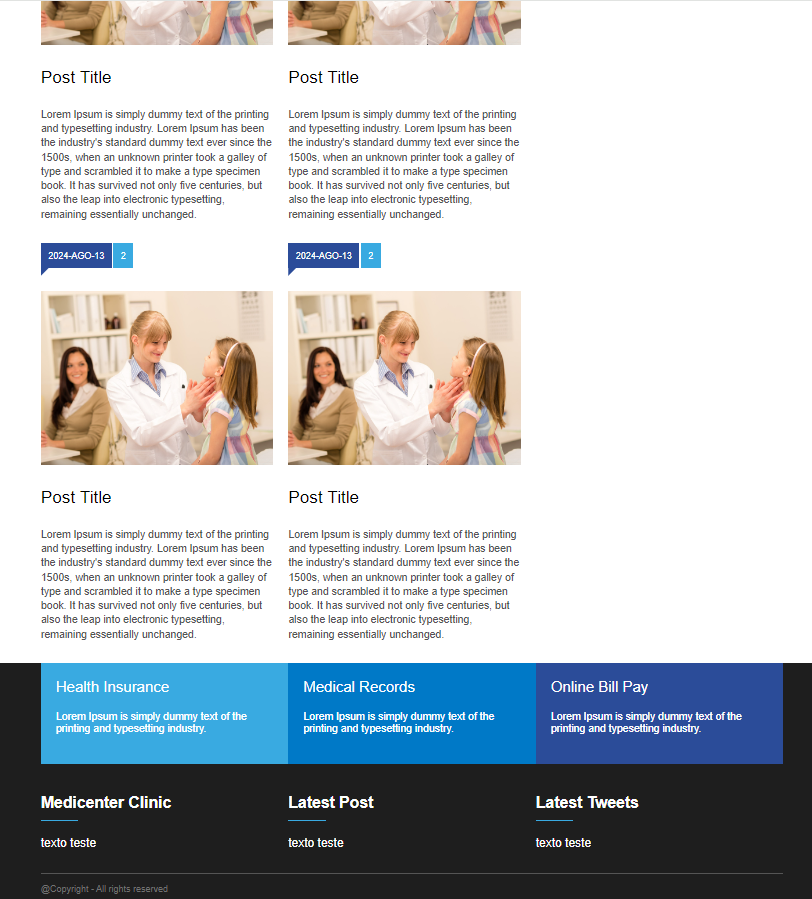 Post Title
Lorem Ipsum is simply dummy text of the printing
and typesetting industry. Lorem Ipsum has been
the industry's standard dummy text ever since the
1500s, when an unknown printer took a galley of
type and scrambled it to make a type specimen
book. It has survived not only five centuries, but
also the leap into electronic typesetting,
remaining essentially unchanged.
Post Title
Lorem Ipsum is simply dummy text of the printing
and typesetting industry. Lorem Ipsum has been
the industry's standard dummy text ever since the
1500s, when an unknown printer took a galley of
type and scrambled it to make a type specimen
book. It has survived not only five centuries, but
also the leap into electronic typesetting,
remaining essentially unchanged.
2024-AGO-13 2
Post Title
Lorem Ipsum is simply dummy text of the printing
and typesetting industry. Lorem Ipsum has been
the industry's standard dummy text ever since the
1500s, when an unknown printer took a galley of
type and scrambled it to make a type specimen
book. It has survived not only five centuries, but
also the leap into electronic typesetting,
remaining essentially unchanged.
2024-AGO-13 2
Post Title
Lorem Ipsum is simply dummy text of the printing
and typesetting industry. Lorem Ipsum has been
the industry's standard dummy text ever since the
1500s, when an unknown printer took a galley of
type and scrambled it to make a type specimen
book. It has survived not only five centuries, but
also the leap into electronic typesetting,
remaining essentially unchanged.
Health Insurance
Lorem Ipsum is simply dummy text of the
printing and typesetting industry.
Medical Records
Lorem Ipsum is simply dummy text of the
printing and typesetting industry.
Online Bill Pay
Lorem Ipsum is simply dummy text of the
printing and typesetting industry.
Medicenter Clinic
texto teste
Latest Post
texto teste
Latest Tweets
texto teste
@Copyright - All rights reserved